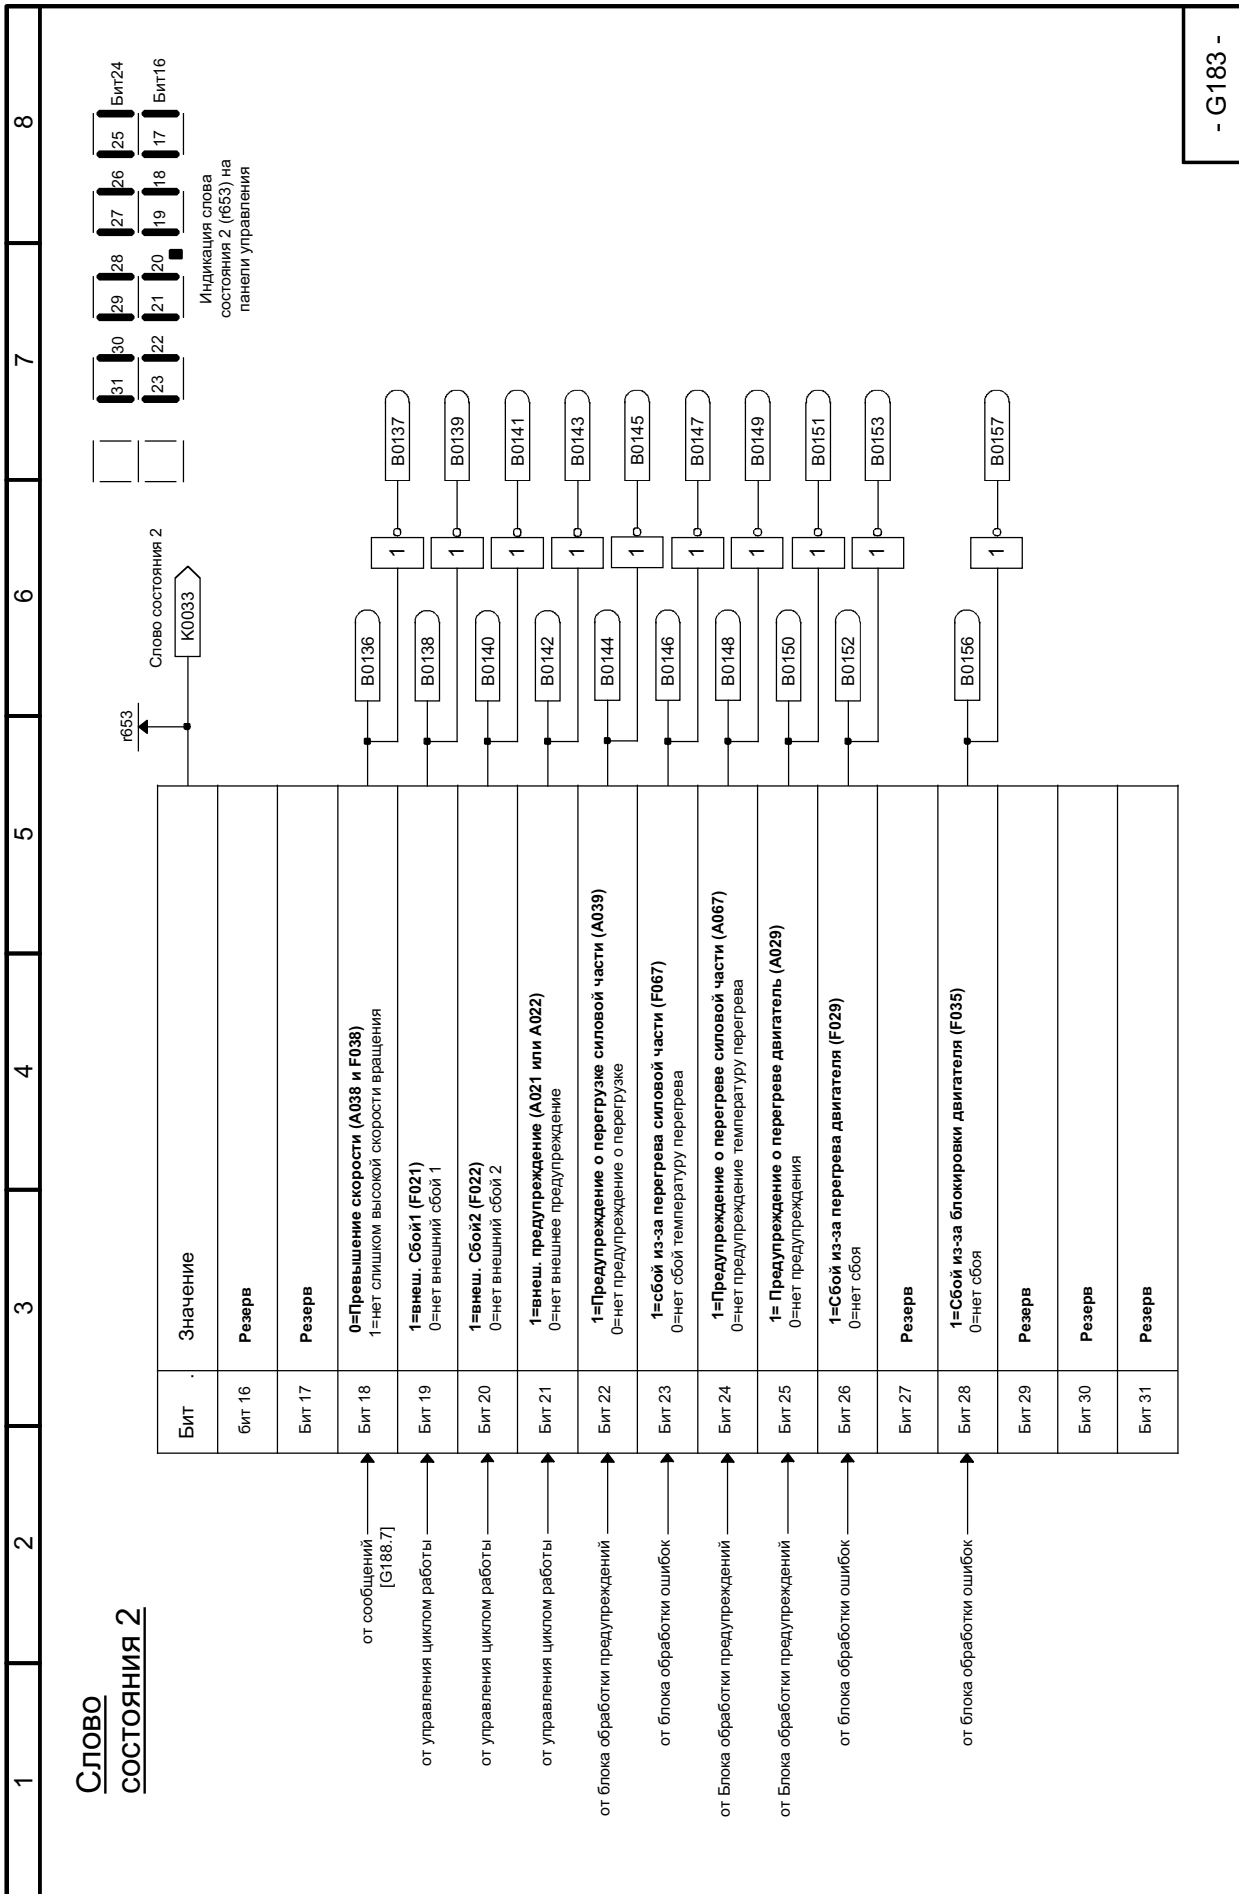 1 2 3 4 5 6 7 8
Слово
состояния 2
r653
Слово состояния 2
K0033
31 30 29 28 27 26 25 Бит24
23 22 21 20 19 18 17 Бит16
Индикация слова
состояния 2 (r653) на
панели управления
Бит . Значение
бит 16 Резерв
Бит 17 Резерв
от сообщений
[G188.7]
Бит 18
0=Превышение скорости (A038 и F038)
1=нет слишком высокой скорости вращения
B0136
1 B0137
от управления циклом работы
Бит 19
1=внеш. Сбой1 (F021)
0=нет внешний сбой 1
B0138
1 B0139
от управления циклом работы
Бит 20
1=внеш. Сбой2 (F022)
0=нет внешний сбой 2
B0140
1 B0141
от управления циклом работы
Бит 21
1=внеш. предупреждение (A021 или A022)
0=нет внешнее предупреждение
B0142
1 B0143
от блока обработки предупреждений
Бит 22
1=Предупреждение о перегрузке силовой части (A039)
0=нет предупреждение о перегрузке
B0144
1 B0145
от блока обработки ошибок
Бит 23
1=сбой из-за перегрева силовой части (F067)
0=нет сбой температуру перегрева
B0146
1 B0147
от Блока обработки предупреждений
Бит 24
1=Предупреждение о перегреве силовой части (A067)
0=нет предупреждение температуру перегрева
B0148
1 B0149
от Блока обработки предупреждений
Бит 25
1= Предупреждение о перегреве двигатель (A029)
0=нет предупреждения
B0150
1 B0151
от блока обработки ошибок
Бит 26
1=Сбой из-за перегрева двигателя (F029)
0=нет сбоя
B0152
1 B0153
Бит 27 Резерв
от блока обработки ошибок
Бит 28
1=Сбой из-за блокировки двигателя (F035)
0=нет сбоя
B0156
1 B0157
Бит 29 Резерв
Бит 30 Резерв
Бит 31 Резерв
- G183 -